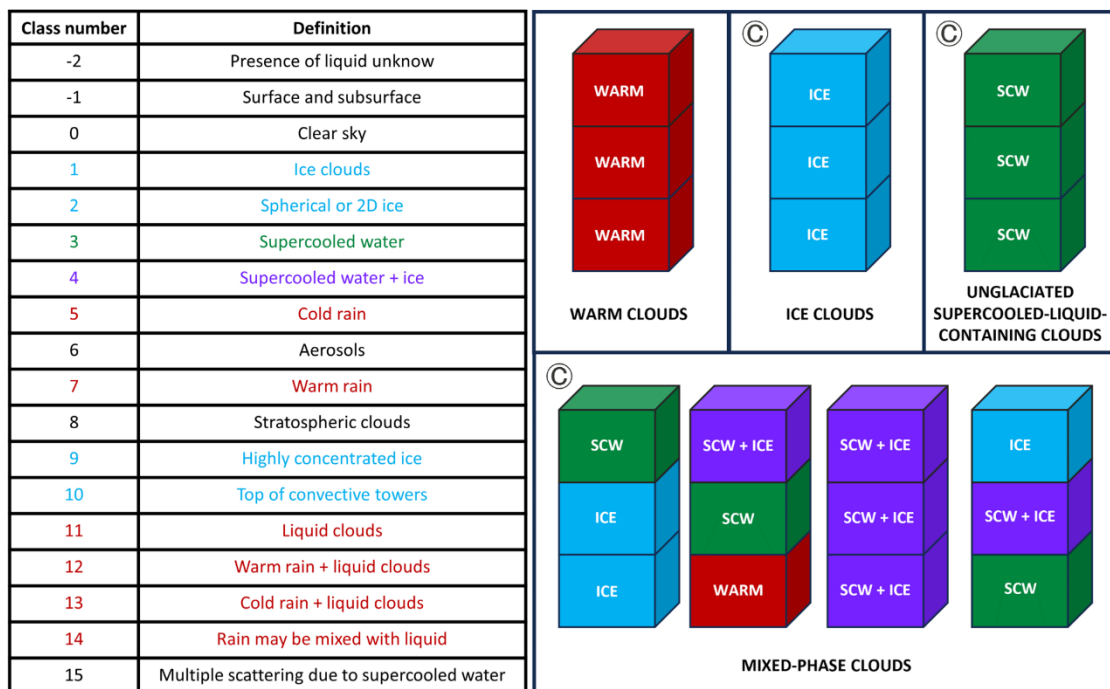 Class number Definition
-2 Presence of liquid unknow
-1 Surface and subsurface
0 Clear sky
1 Ice clouds
2 Spherical or 2D ice
3 Supercooled water
4 Supercooled water + ice
5 Cold rain
6 Aerosols
7 Warm rain
8 Stratospheric clouds
9 Highly concentrated ice
10 Top of convective towers
11 Liquid clouds
12 Warm rain + liquid clouds
13 Cold rain + liquid clouds
14 Rain may be mixed with liquid
15 Multiple scattering due to supercooled water
WARM
WARM
WARM
WARM CLOUDS
Ⓒ
ICE
ICE
ICE
ICE CLOUDS
Ⓒ
SCW
SCW
SCW
UNGLACIATED
SUPERCOOLED-LIQUID-
CONTAINING CLOUDS
Ⓒ
SCW SCW + ICE SCW + ICE ICE
ICE SCW SCW + ICE SCW + ICE
ICE WARM SCW + ICE SCW
MIXED-PHASE CLOUDS